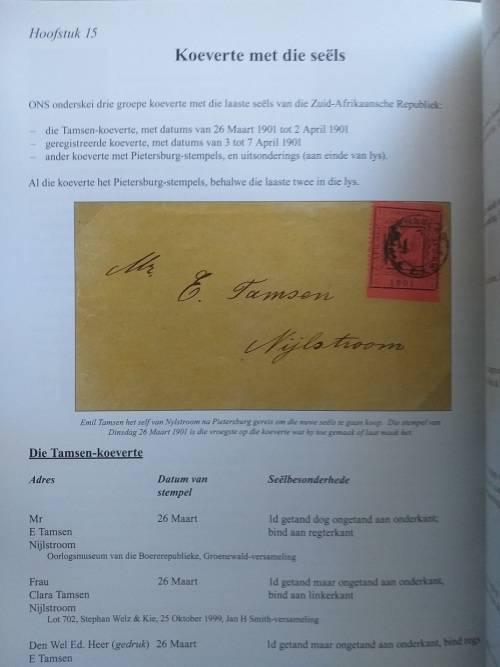 Hoofstuk 15
Koeverte met die seëls
ONS onderskei drie groepe koeverte met die laaste seëls van die Zuid-Afrikaansche Republiek:
– die Tamsen-koeverte, met datums van 26 Maart 1901 tot 2 April 1901
– geregistreerde koeverte, met datums van 3 tot 7 April 1901
– ander koeverte met Pietersburg-stempels, en uitsonderings (aan einde van lys).
Al die koeverte het Pietersburg-stempels, behalwe die laaste twee in die lys.
Mr
E. Tamsen
Nijlstroom
1901
Emil Tamsen het self van Nylstroom na Pietersburg gereis om die nuwe seëls te gaan koop. Die stempel van
Dinsdag 26 Maart 1901 is die vroegste op die koeverte wat hy toe gemaak of laat maak het.
Die Tamsen-koeverte
Adres Datum van stempel Seëlbesonderhede
Mr 26 Maart 1d getand dog ongetand aan onderkant;
E Tamsen bind aan regterkant
Nijlstroom
Oorlogsmuseum van die Boererepublieke, Groenewald-versameling
Frau 26 Maart 1d getand maar ongetand aan onderkant,
Clara Tamsen bind aan linkerkant
Nijlstroom
Lot 702, Stephan Welz & Kie, 25 Oktober 1999, Jan H Smith-versameling
Den Wel Ed. Heer (gedruk) 26 Maart 1d getand maar ongetand aan onderkant, bind regs
E Tamsen